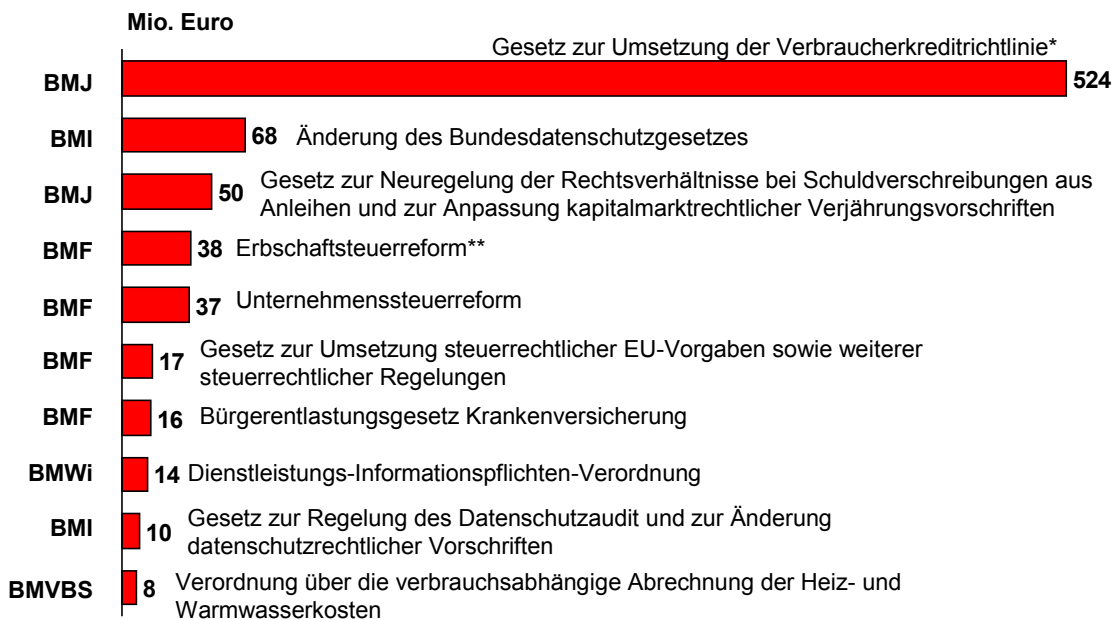 Mio. Euro
Gesetz zur Umsetzung der Verbraucherkreditrichtlinie*
BMJ 524
BMI 68 Änderung des Bundesdatenschutzgesetzes
BMJ 50 Gesetz zur Neuregelung der Rechtsverhältnisse bei Schuldverschreibungen aus
Anleihen und zur Anpassung kapitalmarktrechtlicher Verjährungsvorschriften
BMF 38 Erbschaftsteuerreform**
BMF 37 Unternehmenssteuerreform
BMF 17 Gesetz zur Umsetzung steuerrechtlicher EU-Vorgaben sowie weiterer
steuerrechtlicher Regelungen
BMF 16 Bürgerentlastungsgesetz Krankenversicherung
BMWi 14 Dienstleistungs-Informationspflichten-Verordnung
BMI 10 Gesetz zur Regelung des Datenschutzaudit und zur Änderung
datenschutzrechtlicher Vorschriften
BMVBS 8 Verordnung über die verbrauchsabhängige Abrechnung der Heiz- und
Warmwasserkosten